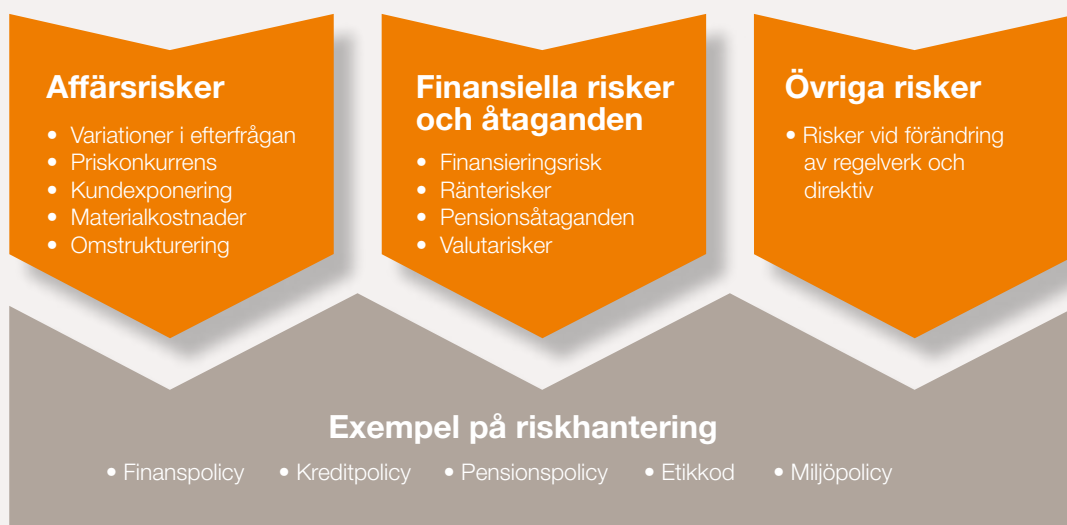 Affärsrisker
• Variationer i efterfrågan
• Priskonkurrens
• Kundexponering
• Materialkostnader
• Omstrukturering
Finansiella risker
och åtaganden
• Finansieringsrisk
• Ränterisker
• Pensionsåtaganden
• Valutarisker
Övriga risker
• Risker vid förändring
av regelverk och
direktiv
Exempel på riskhantering
• Finanspolicy • Kreditpolicy • Pensionspolicy • Etikkod • Miljöpolicy